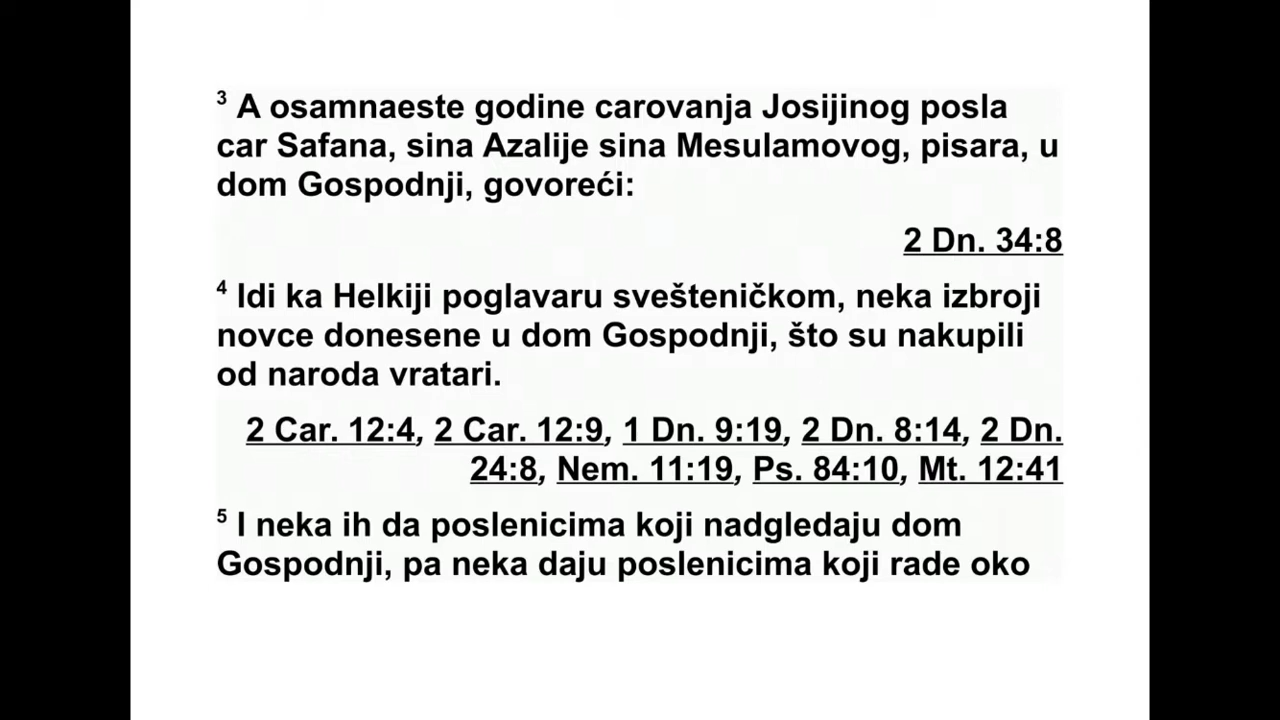 3 A osamnaeste godine carovanja Josijinog posla
car Safana, sina Azalije sina Mesulamovog, pisara, u
dom Gospodnji, govoreći:
2 Dn. 34:8
4 Idi ka Helkiji poglavaru svešteničkom, neka izbroji
novce donesene u dom Gospodnji, što su nakupili
od naroda vratari.
2 Car. 12:4, 2 Car. 12:9, 1 Dn. 9:19, 2 Dn. 8:14, 2 Dn.
24:8, Nem. 11:19, Ps. 84:10, Mt. 12:41
5 I neka ih da poslenicima koji nadgledaju dom
Gospodnji, pa neka daju poslenicima koji rade oko